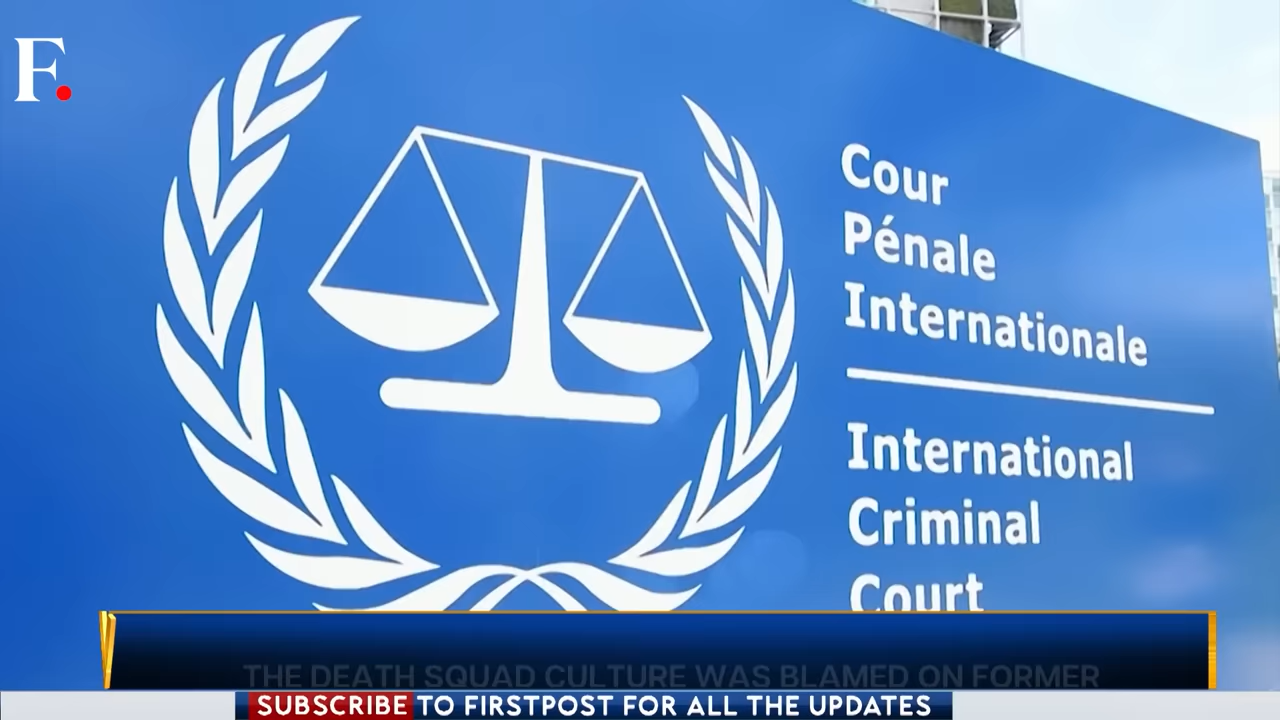 F.
Cour
Pénale
Internationale
International
Criminal
Court
THE DEATH SQUAD CULTURE WAS BLAMED ON FORMER
SUBSCRIBE TO FIRSTPOST FOR ALL THE UPDATES